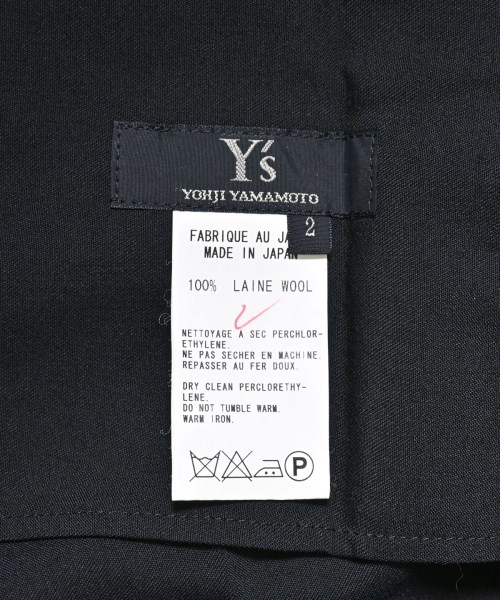 Y's
YOHJI YAMAMOTO
2
FABRIQUE AU JA
MADE IN JAPAN
100% LAINE WOOL
NETTOYAGE A SEC PERCHLOR-
ETHYLENE.
NE PAS SECHER EN MACHINE.
REPASSER AU FER DOUX.
DRY CLEAN PERCLORETHY-
LENE.
DO NOT TUMBLE WARM.
WARM IRON.
P